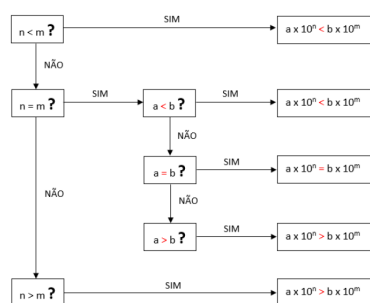 SIM
n < m ?
a x 10ⁿ < b x 10ᵐ
NÃO
SIM
SIM
n = m ?
a < b ?
a x 10ⁿ < b x 10ᵐ
NÃO
SIM
a = b ?
a x 10ⁿ = b x 10ᵐ
NÃO
NÃO
SIM
a > b ?
a x 10ⁿ > b x 10ᵐ
SIM
n > m ?
a x 10ⁿ > b x 10ᵐ